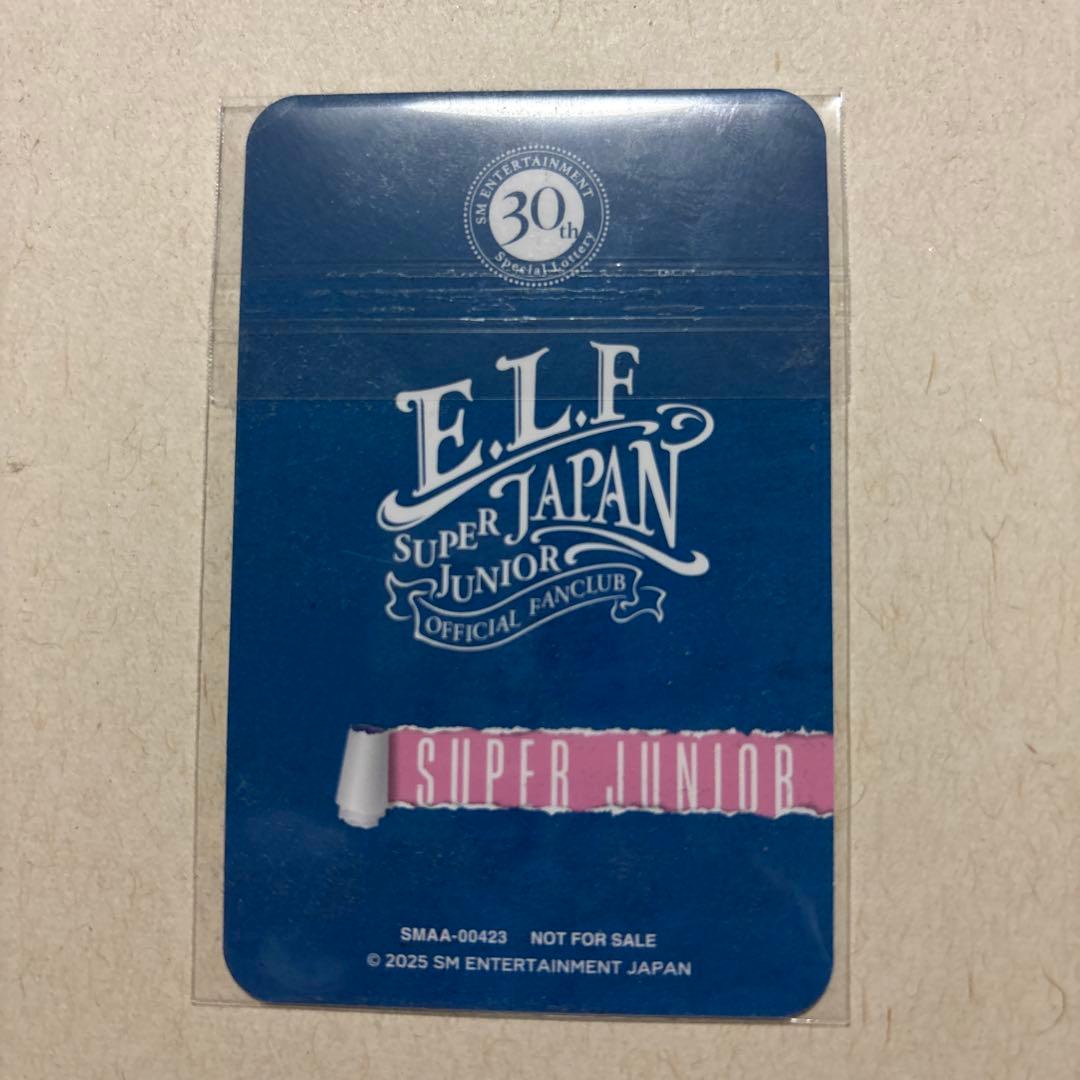 SM ENTERTAINMENT
30th
Special Lottery
E.L.F
JAPAN
SUPER
JUNIOR
OFFICIAL FANCLUB
SUPER JUNIOR
SMAA-00423 NOT FOR SALE
© 2025 SM ENTERTAINMENT JAPAN